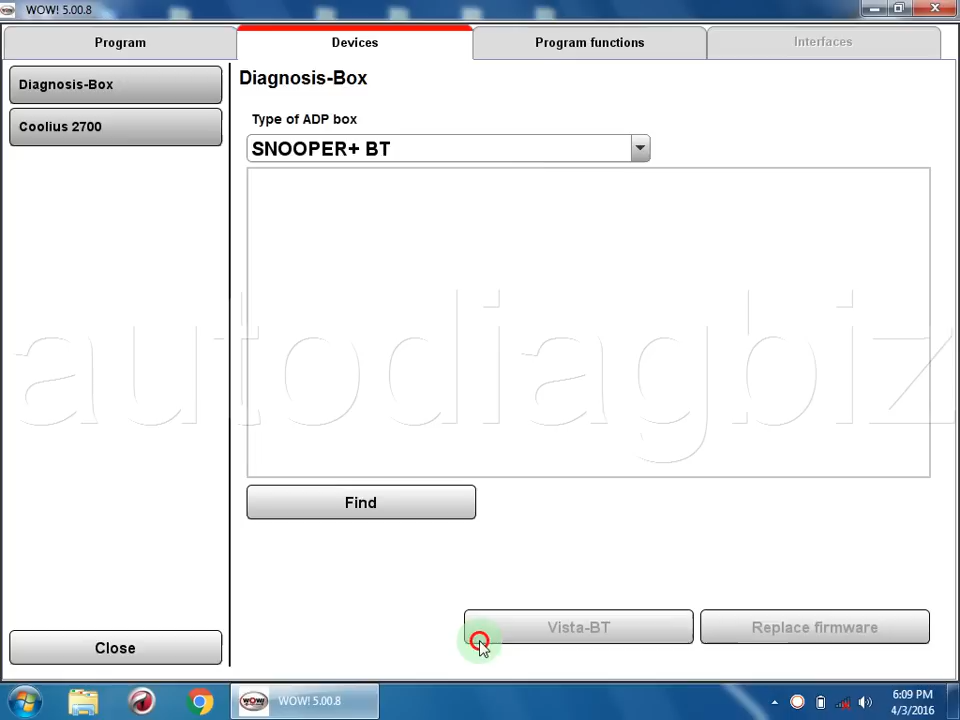 WOW! 5.00.8
Program
Devices
Program functions
Interfaces
Diagnosis-Box
Coolius 2700
Diagnosis-Box
Type of ADP box
SNOOPER+ BT
autodiagbiz
Find
Vista-BT
Replace firmware
Close
WOW!
WOW! 5.00.8
6:09 PM
4/3/2016